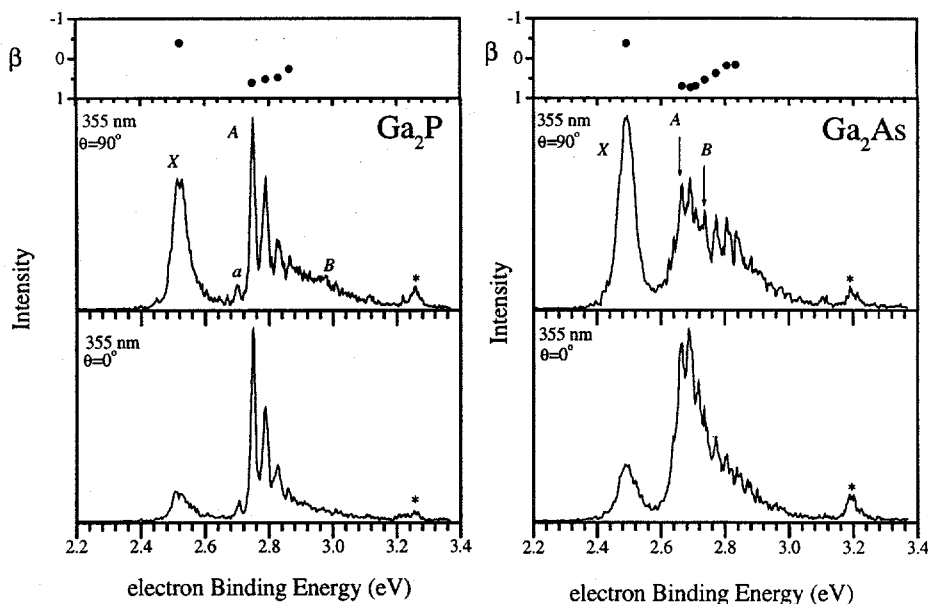 -1
β 0
1
355 nm
θ=90°
A
Ga₂P
X
a
B
*
Intensity
355 nm
θ=0°
*
2.2 2.4 2.6 2.8 3.0 3.2 3.4
electron Binding Energy (eV)
-1
β 0
1
355 nm
θ=90°
A
Ga₂As
X
B
*
Intensity
355 nm
θ=0°
*
2.2 2.4 2.6 2.8 3.0 3.2 3.4
electron Binding Energy (eV)